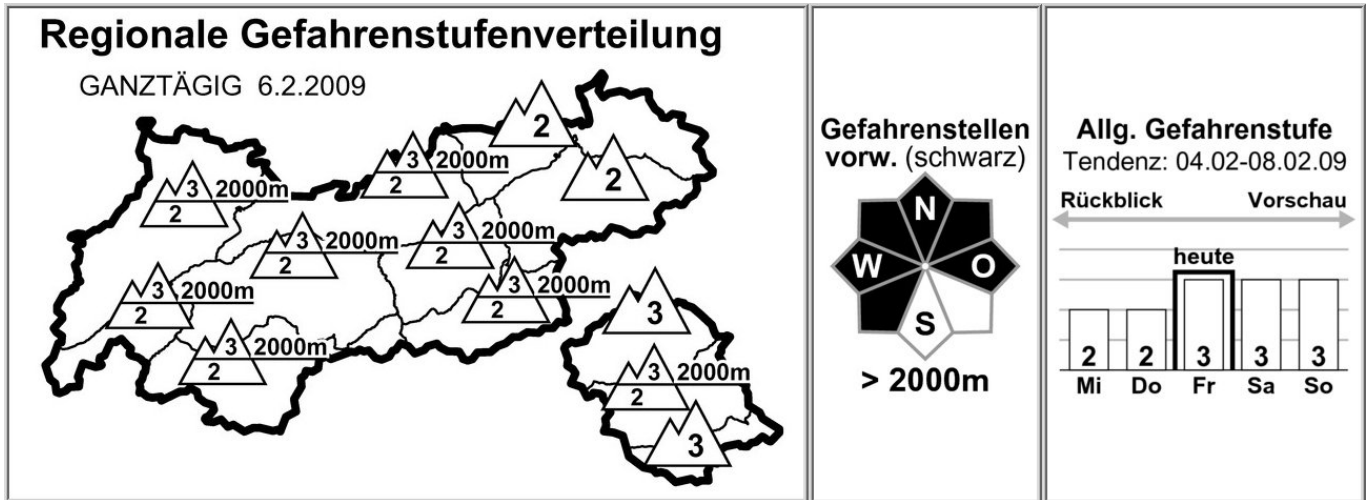 Regionale Gefahrenstufenverteilung
GANZTÄGIG 6.2.2009
2
3 2000m
2
2
3 2000m
2
3 2000m
2
3 2000m
2
3 2000m
2
3 2000m
2
3
3 2000m
2
3 2000m
2
3
Gefahrenstellen
vorw. (schwarz)
N
W
O
S
> 2000m
Allg. Gefahrenstufe
Tendenz: 04.02-08.02.09
Rückblick Vorschau
heute
2 2 3 3 3
Mi Do Fr Sa So